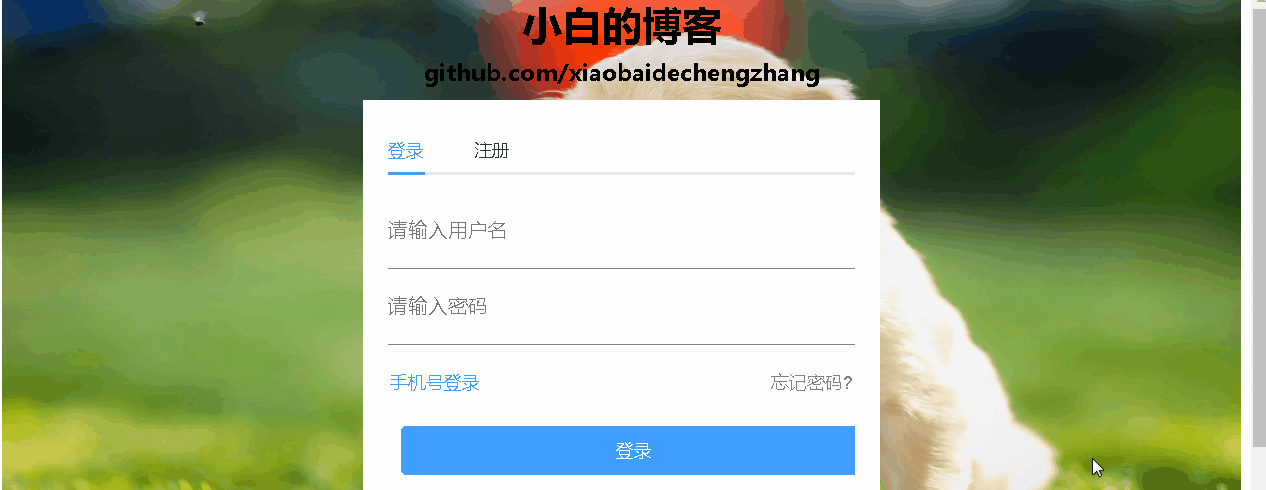 小白的博客
github.com/xiaobaidechengzhang
登录 注册
请输入用户名
请输入密码
手机号登录 忘记密码?
登录